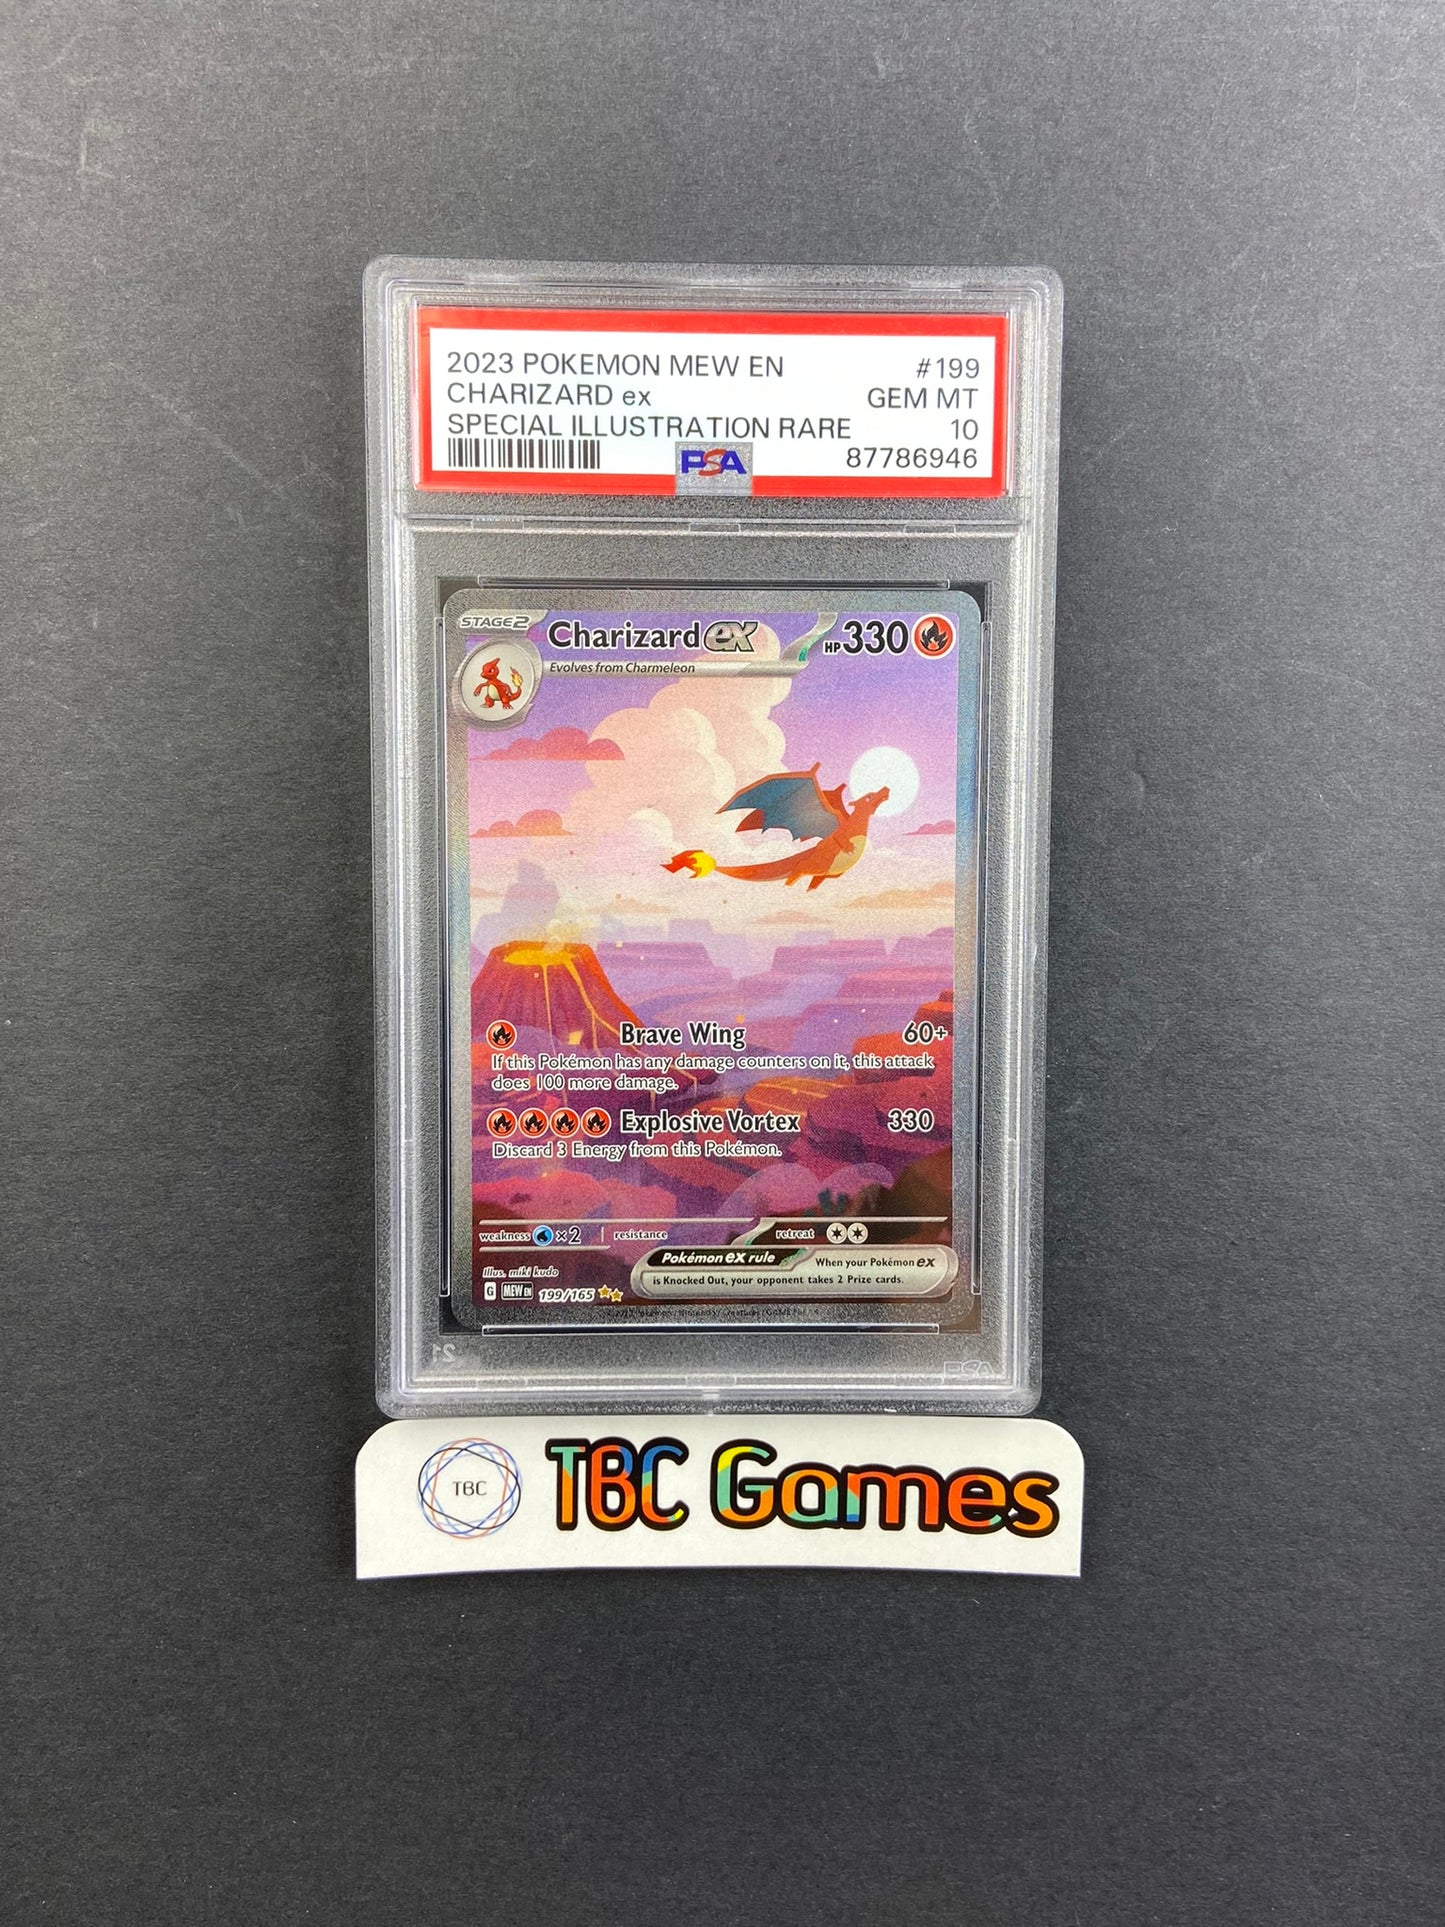 2023 POKEMON MEW EN #199
CHARIZARD ex GEM MT
SPECIAL ILLUSTRATION RARE 10
PSA 87786946
STAGE2 Charizard ex HP 330
Evolves from Charmeleon
Brave Wing 60+
If this Pokémon has any damage counters on it, this attack
does 100 more damage.
Explosive Vortex 330
Discard 3 Energy from this Pokémon.
weakness ×2 resistance retreat
Pokémon ex rule When your Pokémon ex
is Knocked Out, your opponent takes 2 Prize cards.
Illus. miki kudo
G MEW EN 199/165
PSA
TBC TBC Games